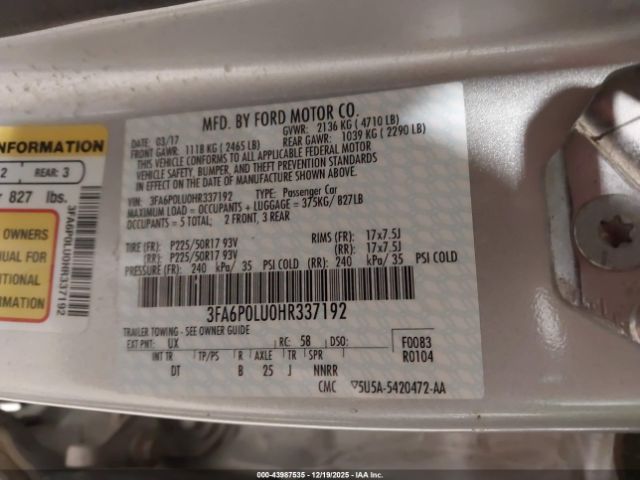 MFD. BY FORD MOTOR CO.
DATE: 03/17 GVWR: 2136 KG ( 4710 LB)
FRONT GAWR: 1118 KG ( 2465 LB) REAR GAWR: 1039 KG ( 2290 LB)
THIS VEHICLE CONFORMS TO ALL APPLICABLE FEDERAL MOTOR
VEHICLE SAFETY, BUMPER, AND THEFT PREVENTION STANDARDS
IN EFFECT ON THE DATE OF MANUFACTURE SHOWN ABOVE.
VIN: 3FA6P0LU0HR337192 TYPE: Passenger Car
MAXIMUM LOAD = OCCUPANTS + LUGGAGE = 375KG/ 827LB
OCCUPANTS = 5 TOTAL; 2 FRONT, 3 REAR
TIRE (FR): P225/50R17 93V RIMS (FR): 17x7.5J
(RR): P225/50R17 93V (RR): 17x7.5J
PRESSURE (FR): 240 kPa/ 35 PSI COLD (RR): 240 kPa/ 35 PSI COLD
3FA6P0LU0HR337192
TRAILER TOWING - SEE OWNER GUIDE
EXT PNT: UX RC: 58 DSO: F0083
INT TR TP/PS R AXLE TR SPR R0104
DT B 25 J NNRR
CMC ▽5U5A-5420472-AA
INFORMATION
2 REAR: 3
r 827 lbs.
OWNERS
UAL FOR
ITIONAL
RMATION
3FA6P0LU0HR337192
© STOCK: 43987535 - 12/19/2025 - IAA Inc.